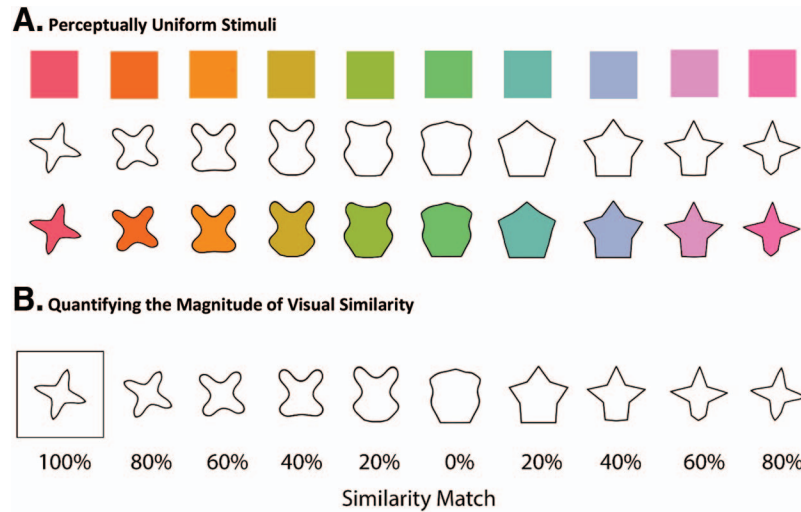 A. Perceptually Uniform Stimuli
B. Quantifying the Magnitude of Visual Similarity
100% 80% 60% 40% 20% 0% 20% 40% 60% 80%
Similarity Match